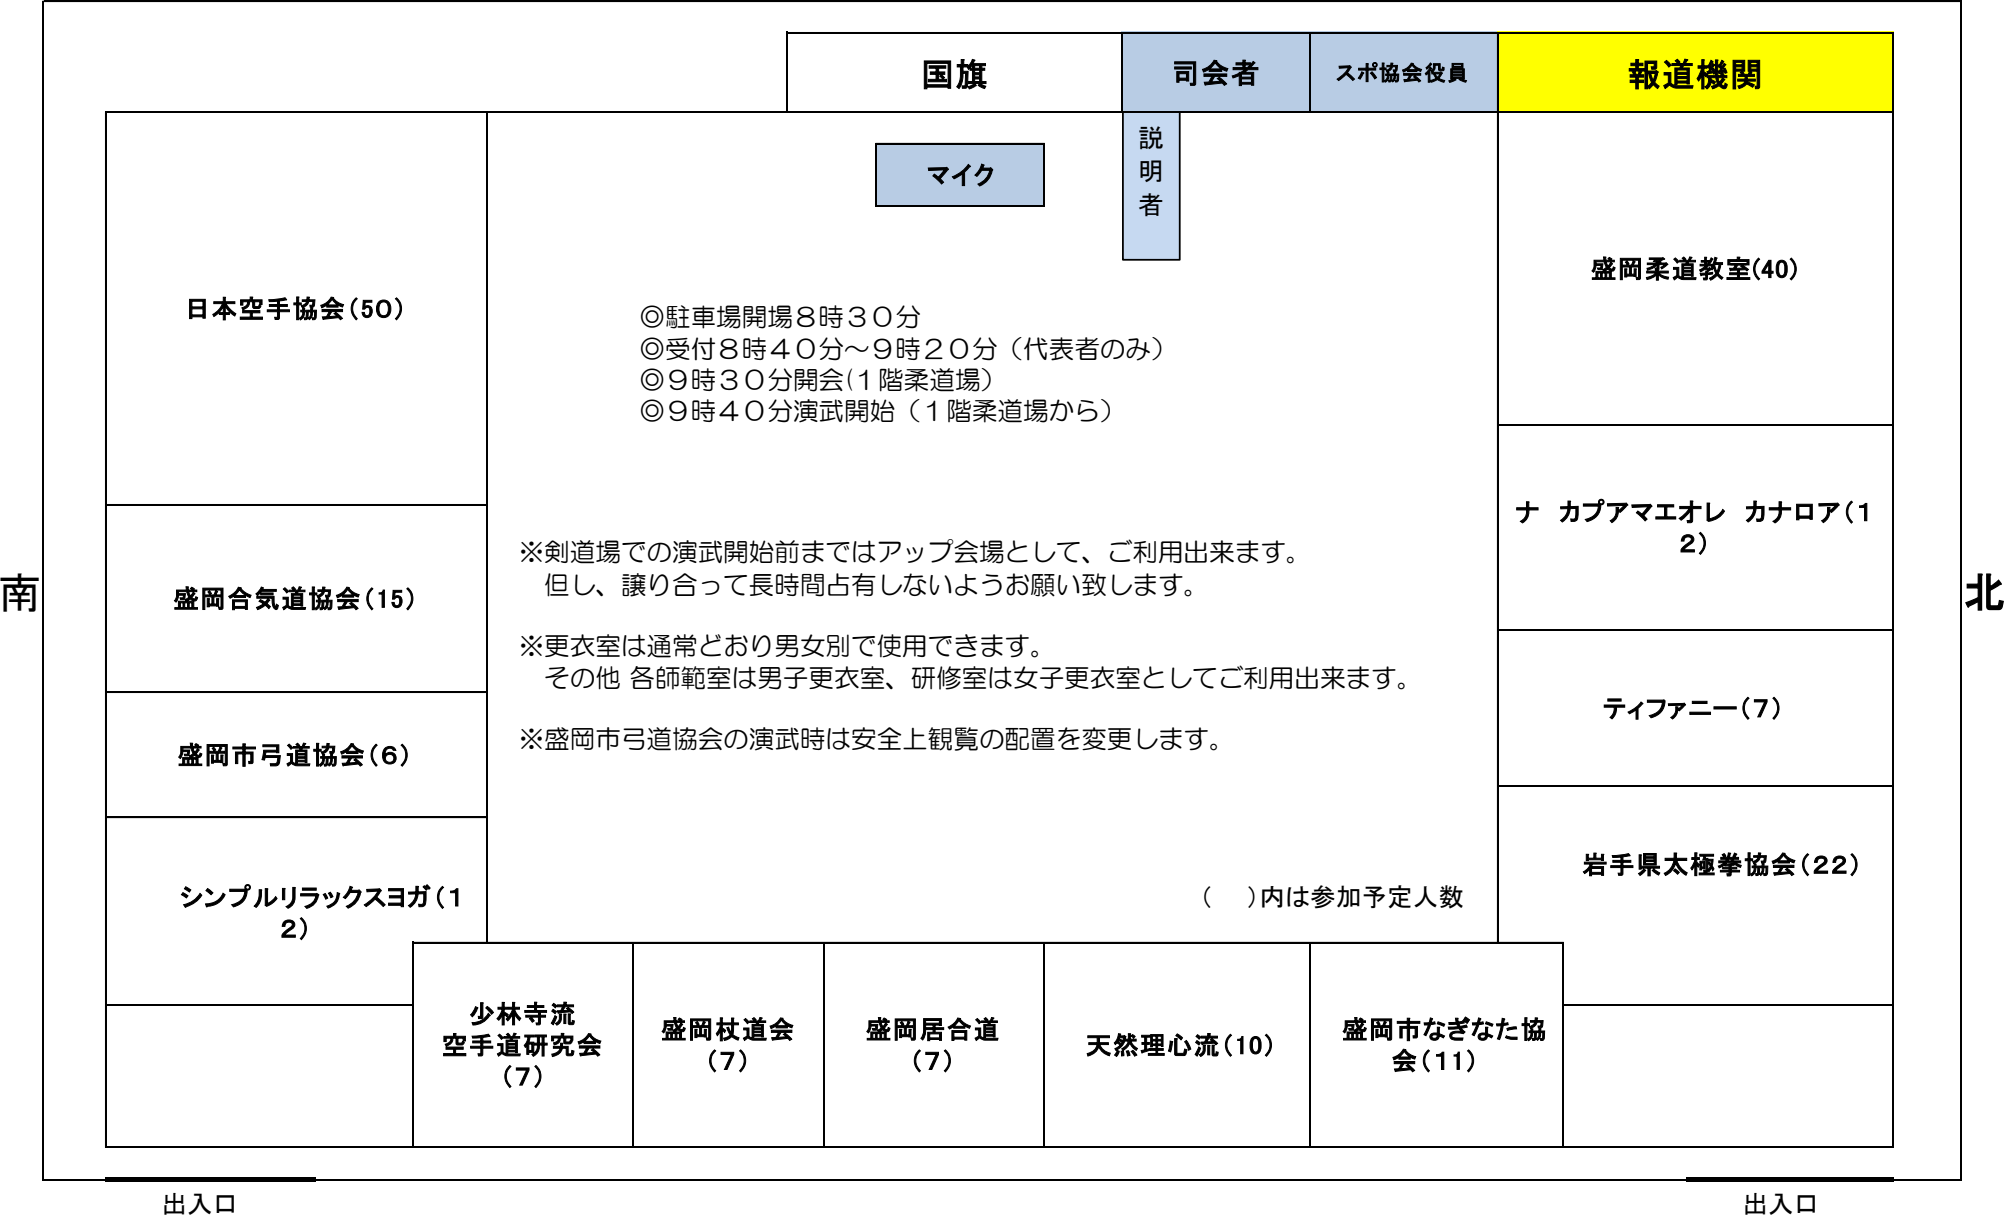 国旗
司会者
スポ協会役員
報道機関
説
明
者
マイク
日本空手協会(50)
盛岡柔道教室(40)
◎駐車場開場8時30分
◎受付8時40分～9時20分（代表者のみ）
◎9時30分開会(1階柔道場）
◎9時40分演武開始（1階柔道場から）
ナ　カプアマエオレ　カナロア(1
2)
※剣道場での演武開始前まではアップ会場として、ご利用出来ます。
但し、譲り合って長時間占有しないようお願い致します。
南
北
盛岡合気道協会(15)
※更衣室は通常どおり男女別で使用できます。
その他 各師範室は男子更衣室、研修室は女子更衣室としてご利用出来ます。
ティファニー(7)
※盛岡市弓道協会の演武時は安全上観覧の配置を変更します。
盛岡市弓道協会(6)
岩手県太極拳協会(22)
シンプルリラックスヨガ(1
2)
(　)内は参加予定人数
少林寺流
空手道研究会
(7)
盛岡杖道会
(7)
盛岡居合道
(7)
天然理心流(10)
盛岡市なぎなた協
会(11)
出入口
出入口